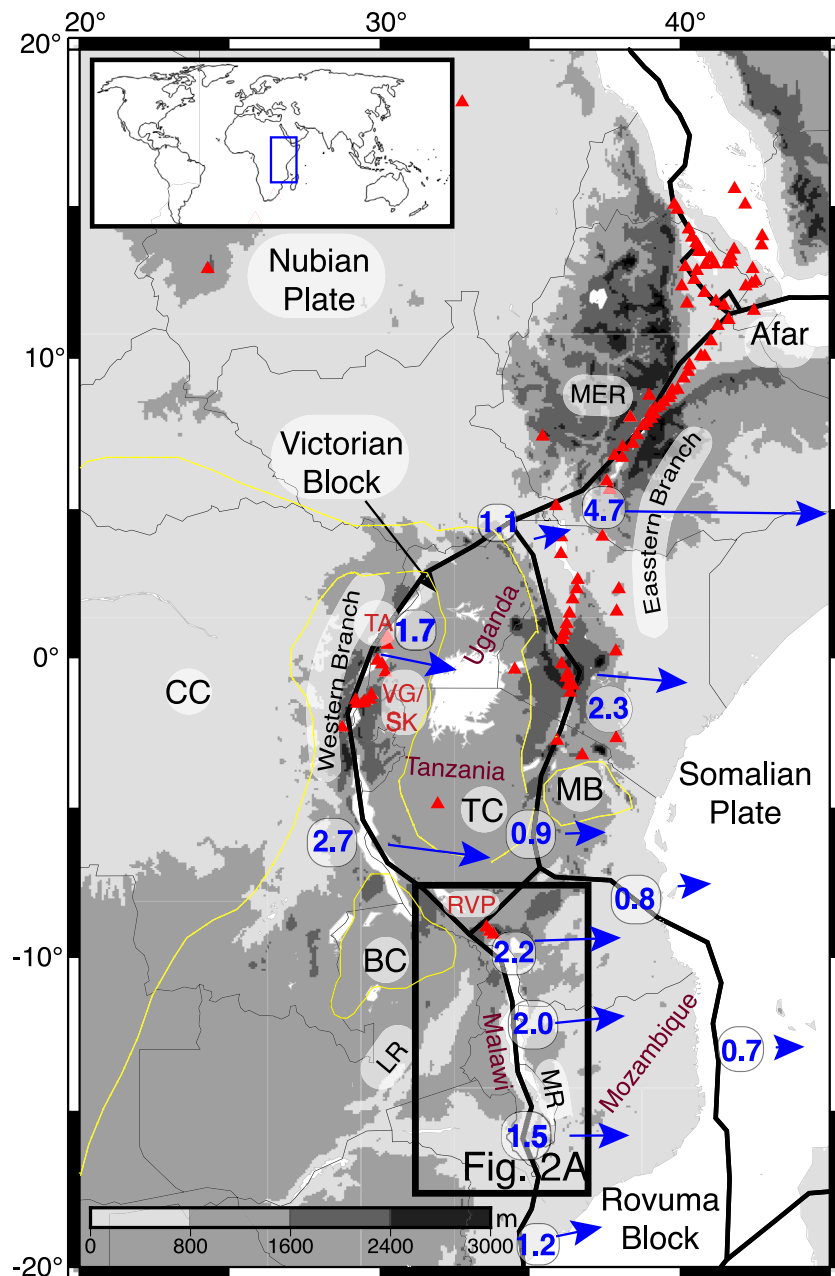 20°
30°
40°
20°
10°
0°
-10°
-20°
Nubian
Plate
Afar
MER
Victorian
Block
Easstern Branch
4.7
1.1
Uganda
TA
1.7
Western Branch
CC
VG/
SK
2.3
Tanzania
TC
MB
Somalian
Plate
2.7
0.9
0.8
RVP
2.2
BC
2.0
Malawi
Mozambique
0.7
LR
MR
1.5
Fig. 2A
Rovuma
Block
1.2
m
0 800 1600 2400 3000